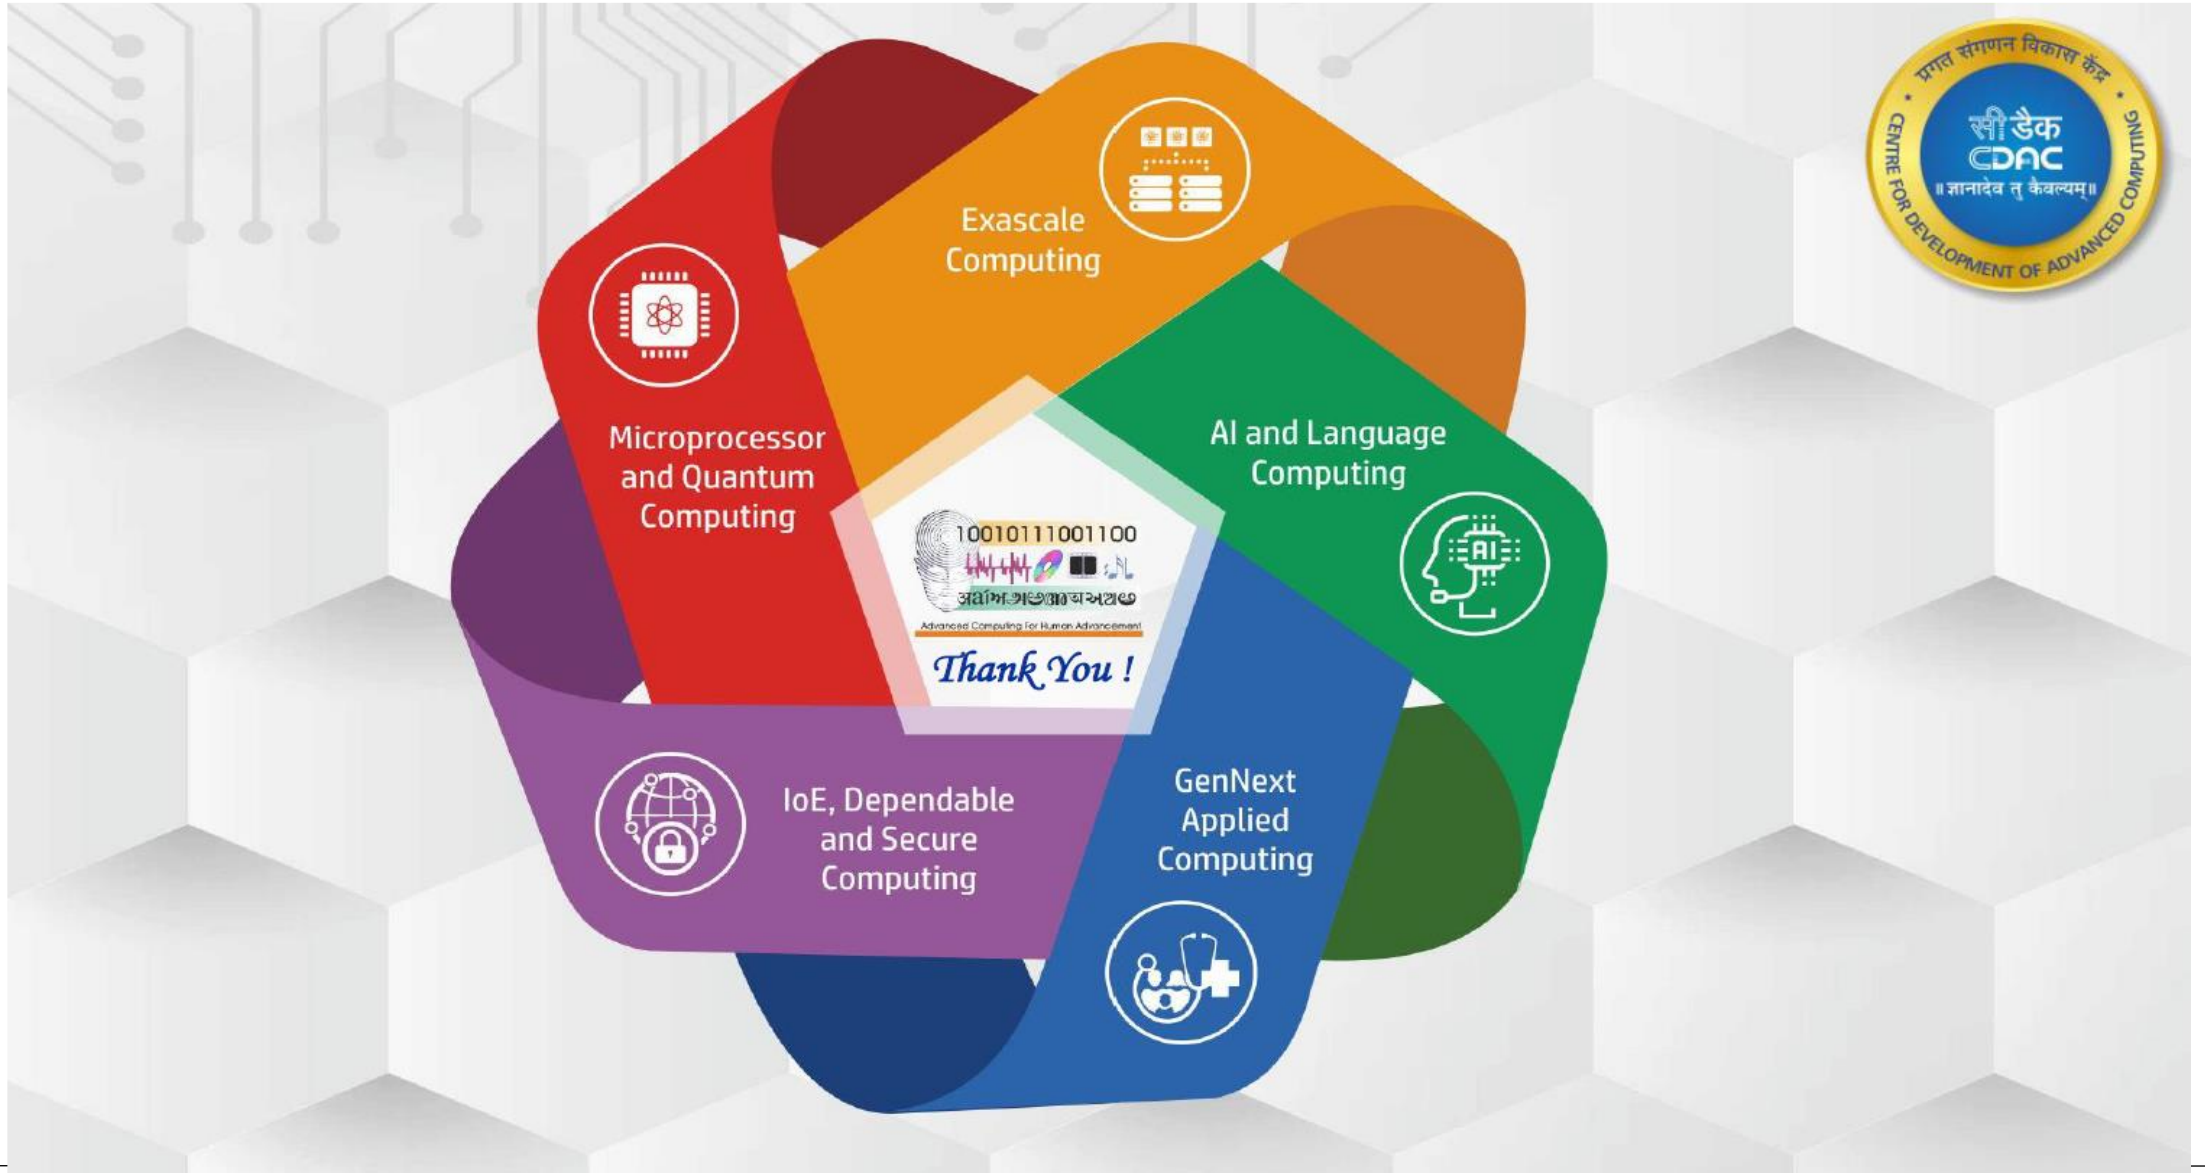 प्रगत संगणन विकास केंद्र
सी डैक
CDAC
॥ ज्ञानादेव तु कैवल्यम् ॥
CENTRE FOR DEVELOPMENT OF ADVANCED COMPUTING
Exascale
Computing
Microprocessor
and Quantum
Computing
AI and Language
Computing
AI
10010111001100
Advanced Computing For Human Advancement
Thank You !
IoE, Dependable
and Secure
Computing
GenNext
Applied
Computing